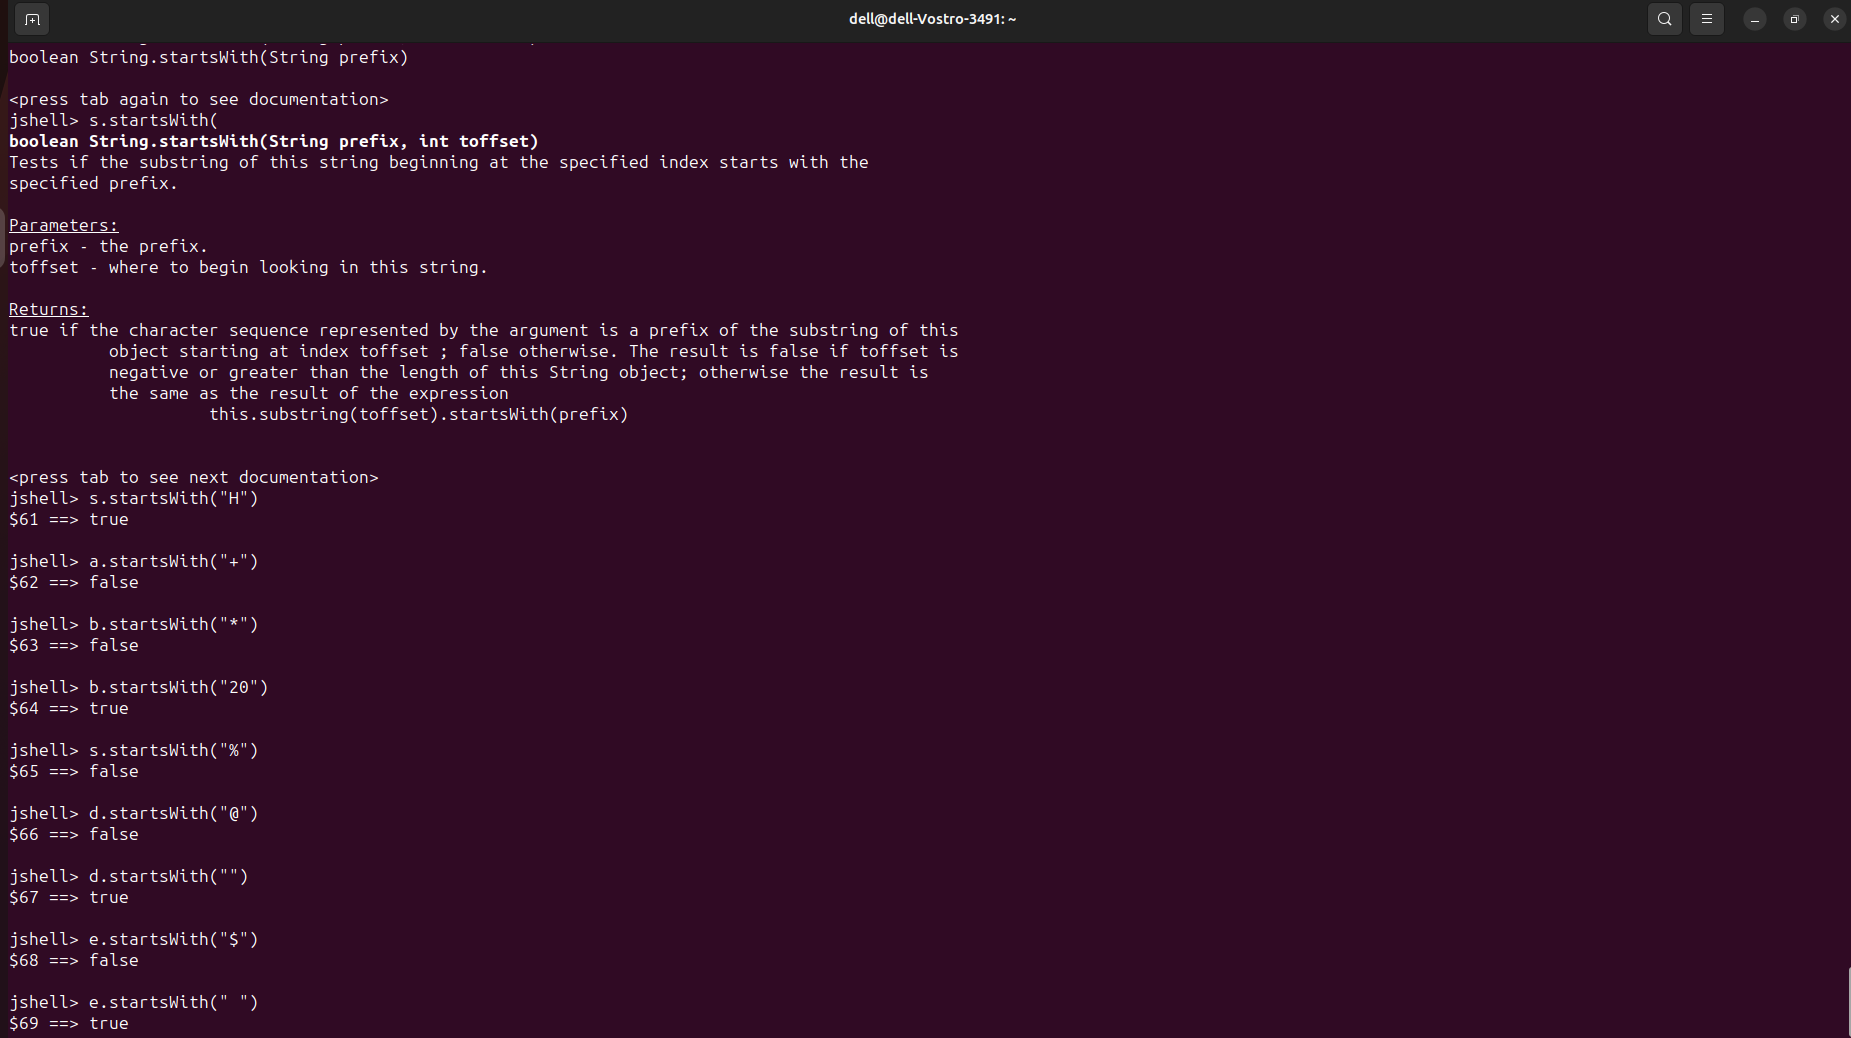 dell@dell-Vostro-3491: ~
boolean String.startsWith(String prefix)
<press tab again to see documentation>
jshell> s.startsWith(
boolean String.startsWith(String prefix, int toffset)
Tests if the substring of this string beginning at the specified index starts with the
specified prefix.
Parameters:
prefix - the prefix.
toffset - where to begin looking in this string.
Returns:
true if the character sequence represented by the argument is a prefix of the substring of this
object starting at index toffset ; false otherwise. The result is false if toffset is
negative or greater than the length of this String object; otherwise the result is
the same as the result of the expression
this.substring(toffset).startsWith(prefix)
<press tab to see next documentation>
jshell> s.startsWith("H")
$61 ==> true
jshell> a.startsWith("+")
$62 ==> false
jshell> b.startsWith("*")
$63 ==> false
jshell> b.startsWith("20")
$64 ==> true
jshell> s.startsWith("%")
$65 ==> false
jshell> d.startsWith("@")
$66 ==> false
jshell> d.startsWith("")
$67 ==> true
jshell> e.startsWith("$")
$68 ==> false
jshell> e.startsWith(" ")
$69 ==> true